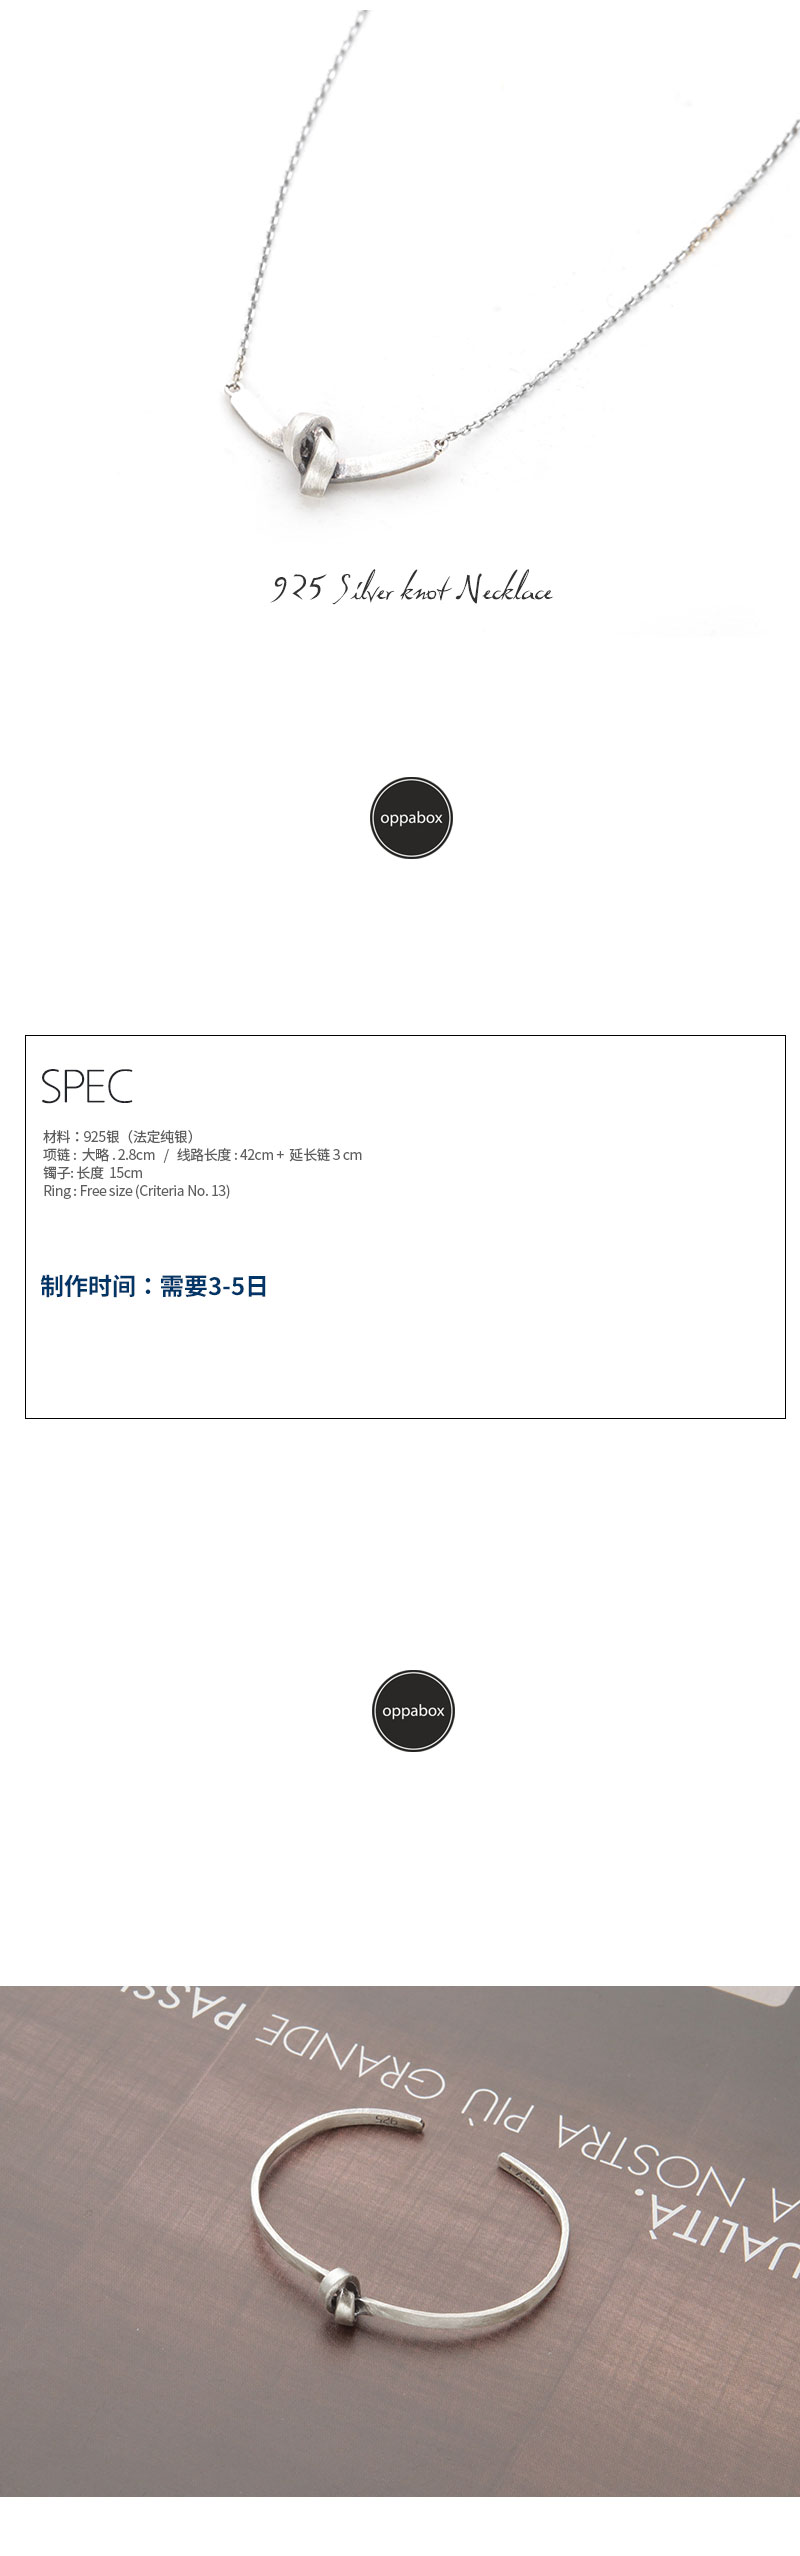 925 Silver knot Necklace
oppabox
SPEC
材料：925银（法定纯银）
项链 : 大略 . 2.8cm / 线路长度 : 42cm + 延长链 3 cm
镯子: 长度 15cm
Ring : Free size (Criteria No. 13)
制作时间：需要3-5日
oppabox
GRANDE PASSI
A NOSTRA PIÙ
UALITÀ.
925